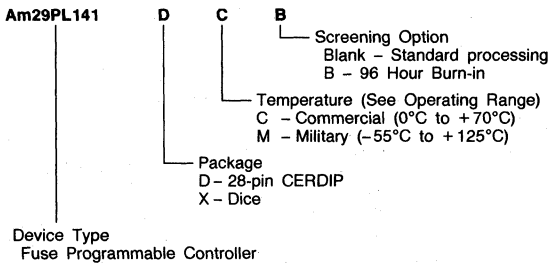 Am29PL141 D C B
Screening Option
Blank – Standard processing
B – 96 Hour Burn-in
Temperature (See Operating Range)
C – Commercial (0°C to +70°C)
M – Military (–55°C to +125°C)
Package
D – 28-pin CERDIP
X – Dice
Device Type
Fuse Programmable Controller